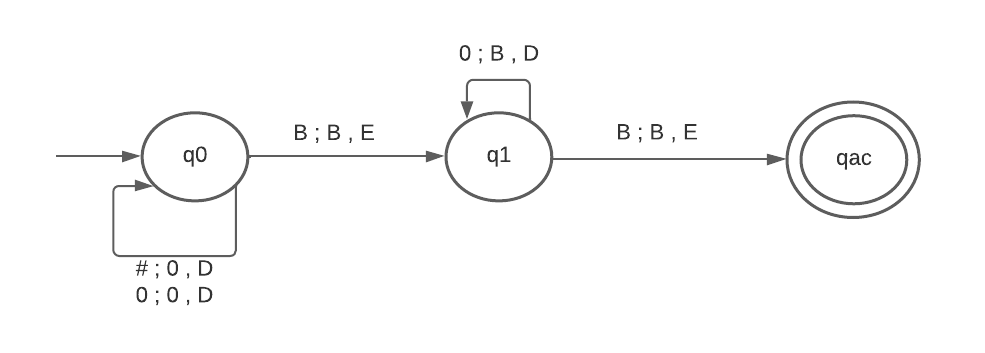 0 ; B , D
B ; B , E
B ; B , E
q0
q1
qac
# ; 0 , D
0 ; 0 , D